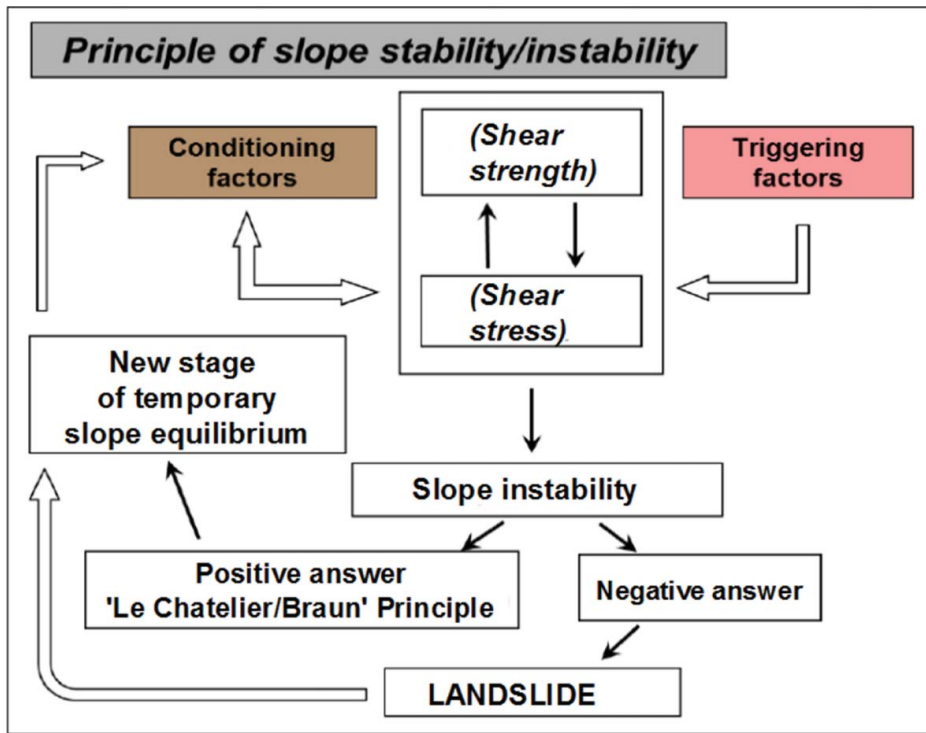 Principle of slope stability/instability
Conditioning
factors
(Shear
strength)
Triggering
factors
(Shear
stress)
New stage
of temporary
slope equilibrium
Slope instability
Positive answer
'Le Chatelier/Braun' Principle
Negative answer
LANDSLIDE